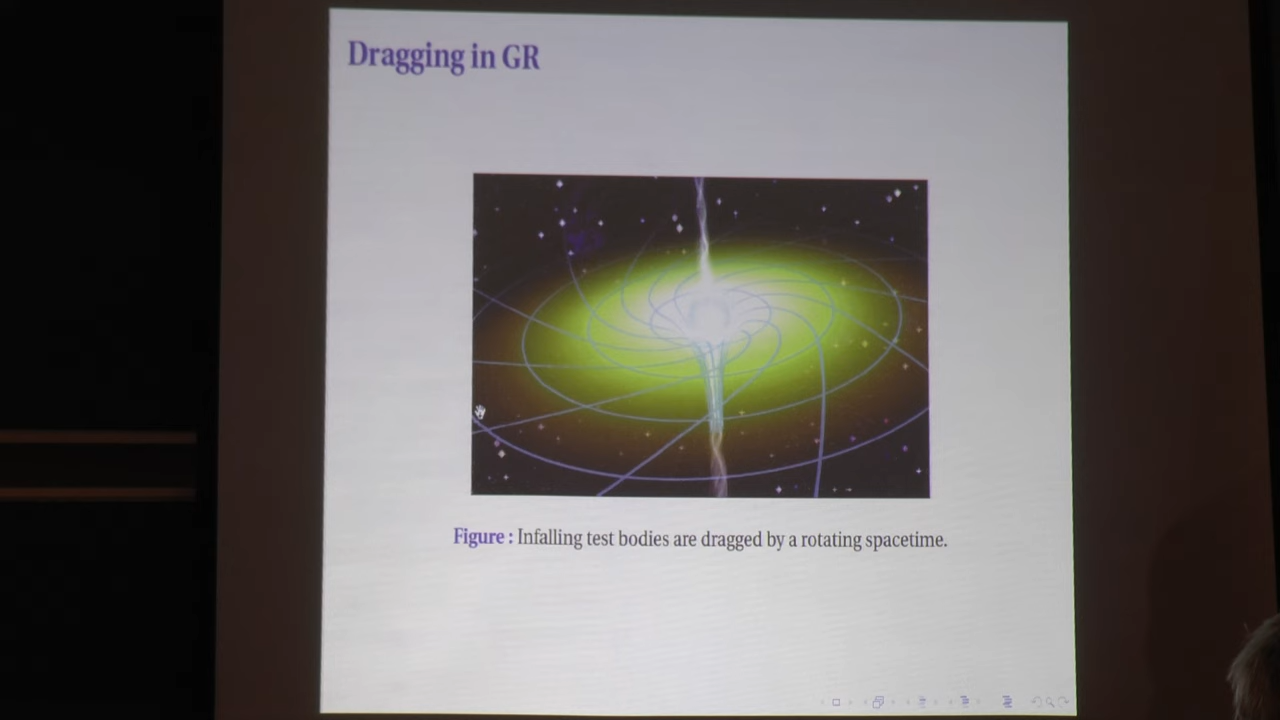 Dragging in GR
Figure : Infalling test bodies are dragged by a rotating spacetime.